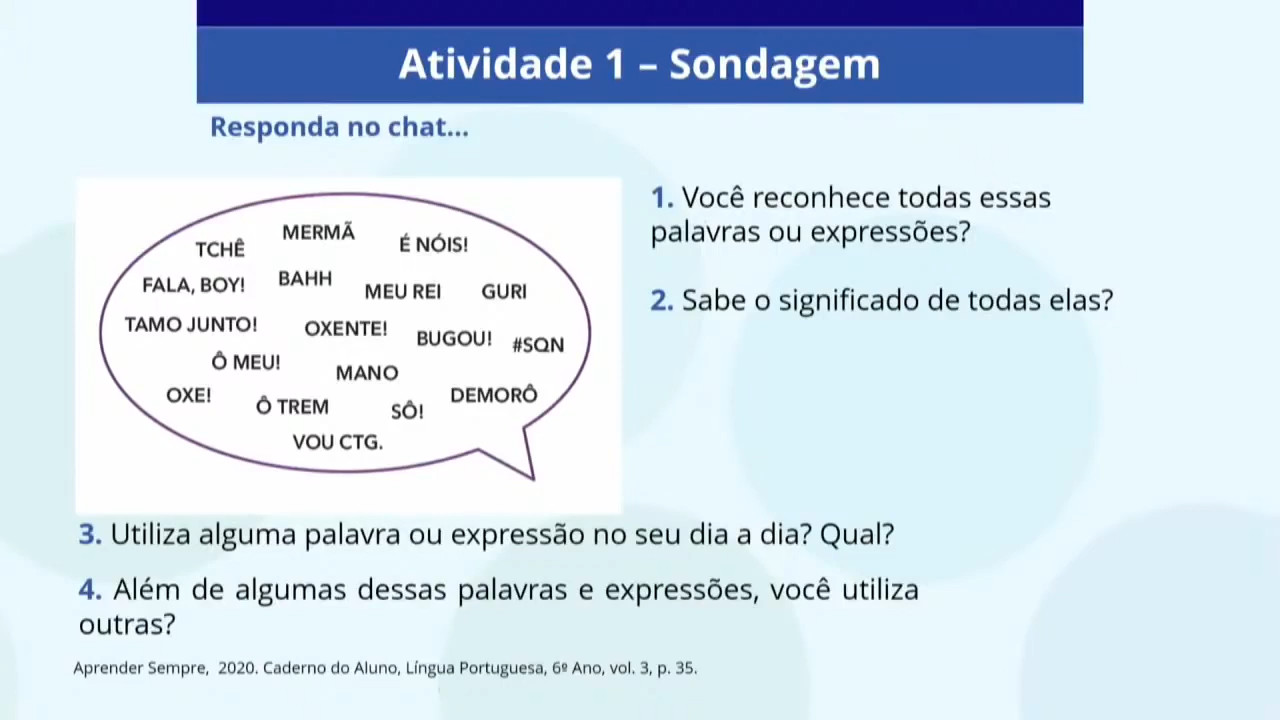 Atividade 1 – Sondagem
Responda no chat...
MERMÃ
TCHÊ
É NÓIS!
FALA, BOY!
BAHH
MEU REI
GURI
TAMO JUNTO!
OXENTE!
BUGOU!
#SQN
Ô MEU!
MANO
OXE!
Ô TREM
SÔ!
DEMORÔ
VOU CTG.
1. Você reconhece todas essas
palavras ou expressões?
2. Sabe o significado de todas elas?
3. Utiliza alguma palavra ou expressão no seu dia a dia? Qual?
4. Além de algumas dessas palavras e expressões, você utiliza
outras?
Aprender Sempre, 2020. Caderno do Aluno, Língua Portuguesa, 6º Ano, vol. 3, p. 35.